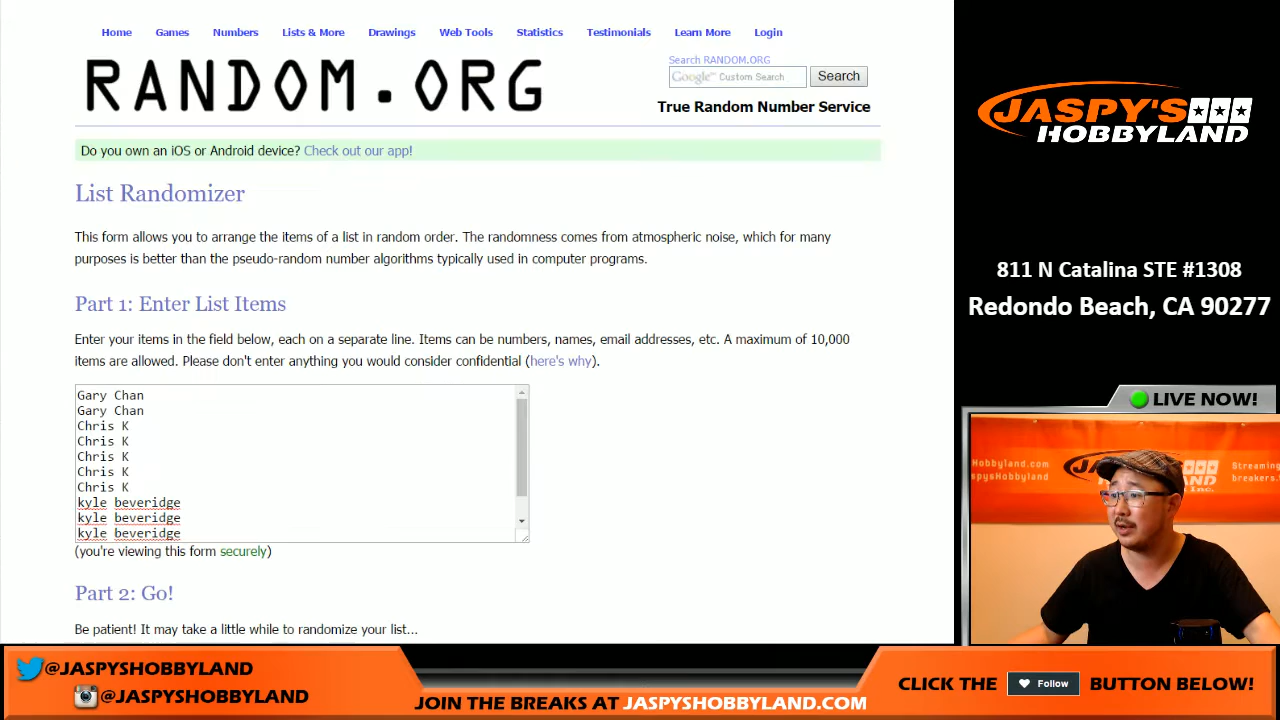 Home Games Numbers Lists & More Drawings Web Tools Statistics Testimonials Learn More Login
RANDOM.ORG
Search RANDOM.ORG
Google™ Custom Search Search
True Random Number Service
Do you own an iOS or Android device? Check out our app!
List Randomizer
This form allows you to arrange the items of a list in random order. The randomness comes from atmospheric noise, which for many
purposes is better than the pseudo-random number algorithms typically used in computer programs.
Part 1: Enter List Items
Enter your items in the field below, each on a separate line. Items can be numbers, names, email addresses, etc. A maximum of 10,000
items are allowed. Please don't enter anything you would consider confidential (here's why).
Gary Chan
Gary Chan
Chris K
Chris K
Chris K
Chris K
Chris K
kyle beveridge
kyle beveridge
kyle beveridge
(you're viewing this form securely)
Part 2: Go!
Be patient! It may take a little while to randomize your list...
JASPY'S
HOBBYLAND
811 N Catalina STE #1308
Redondo Beach, CA 90277
LIVE NOW!
Hobbyland.com
spysHobbyland
Streaming
breakers.
@JASPYSHOBBYLAND
@JASPYSHOBBYLAND
JOIN THE BREAKS AT JASPYSHOBBYLAND.COM
CLICK THE Follow BUTTON BELOW!